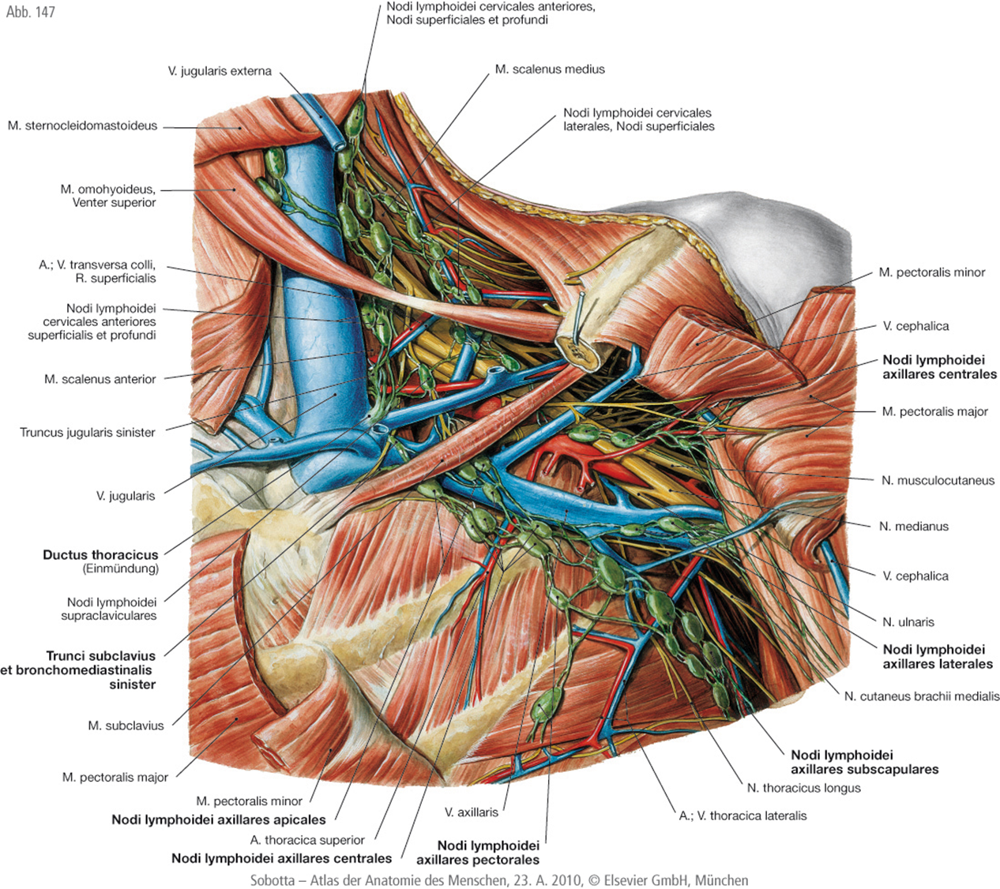 Abb. 147
Nodi lymphoidei cervicales anteriores,
Nodi superficiales et profundi
V. jugularis externa
M. scalenus medius
Nodi lymphoidei cervicales
laterales, Nodi superficiales
M. sternocleidomastoideus
M. omohyoideus,
Venter superior
A.; V. transversa colli,
R. superficialis
Nodi lymphoidei
cervicales anteriores
superficialis et profundi
M. scalenus anterior
Truncus jugularis sinister
V. jugularis
Ductus thoracicus
(Einmündung)
Nodi lymphoidei
supraclaviculares
Trunci subclavius
et bronchomediastinalis
sinister
M. subclavius
M. pectoralis major
M. pectoralis minor
Nodi lymphoidei axillares apicales
A. thoracica superior
Nodi lymphoidei axillares centrales
V. axillaris
Nodi lymphoidei
axillares pectorales
M. pectoralis minor
V. cephalica
Nodi lymphoidei
axillares centrales
M. pectoralis major
N. musculocutaneus
N. medianus
V. cephalica
N. ulnaris
Nodi lymphoidei
axillares laterales
N. cutaneus brachii medialis
Nodi lymphoidei
axillares subscapulares
N. thoracicus longus
A.; V. thoracica lateralis
Sobotta – Atlas der Anatomie des Menschen, 23. A. 2010, © Elsevier GmbH, München